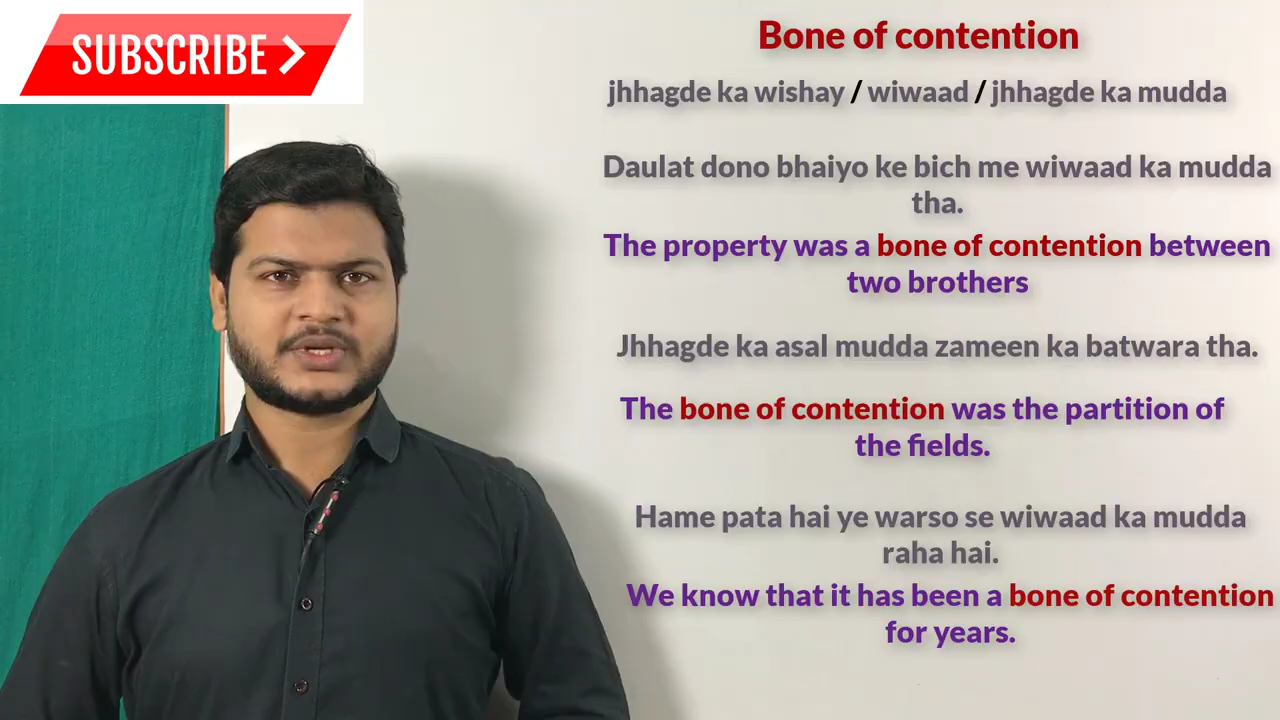 SUBSCRIBE
Bone of contention
jhhagde ka wishay / wiwaad / jhhagde ka mudda
Daulat dono bhaiyo ke bich me wiwaad ka mudda
tha.
The property was a bone of contention between
two brothers
Jhhagde ka asal mudda zameen ka batwara tha.
The bone of contention was the partition of
the fields.
Hame pata hai ye warso se wiwaad ka mudda
raha hai.
We know that it has been a bone of contention
for years.